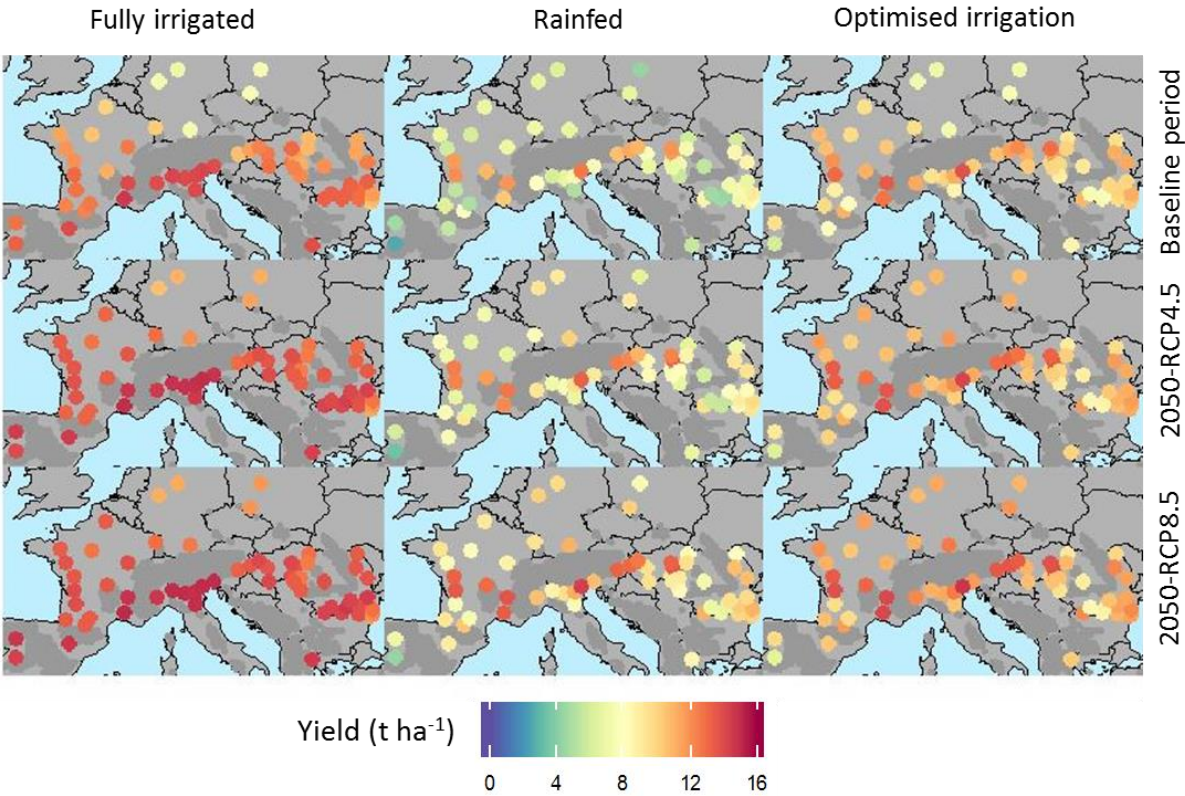 Fully irrigated
Rainfed
Optimised irrigation
Baseline period
2050-RCP4.5
2050-RCP8.5
Yield (t ha⁻¹)
0 4 8 12 16